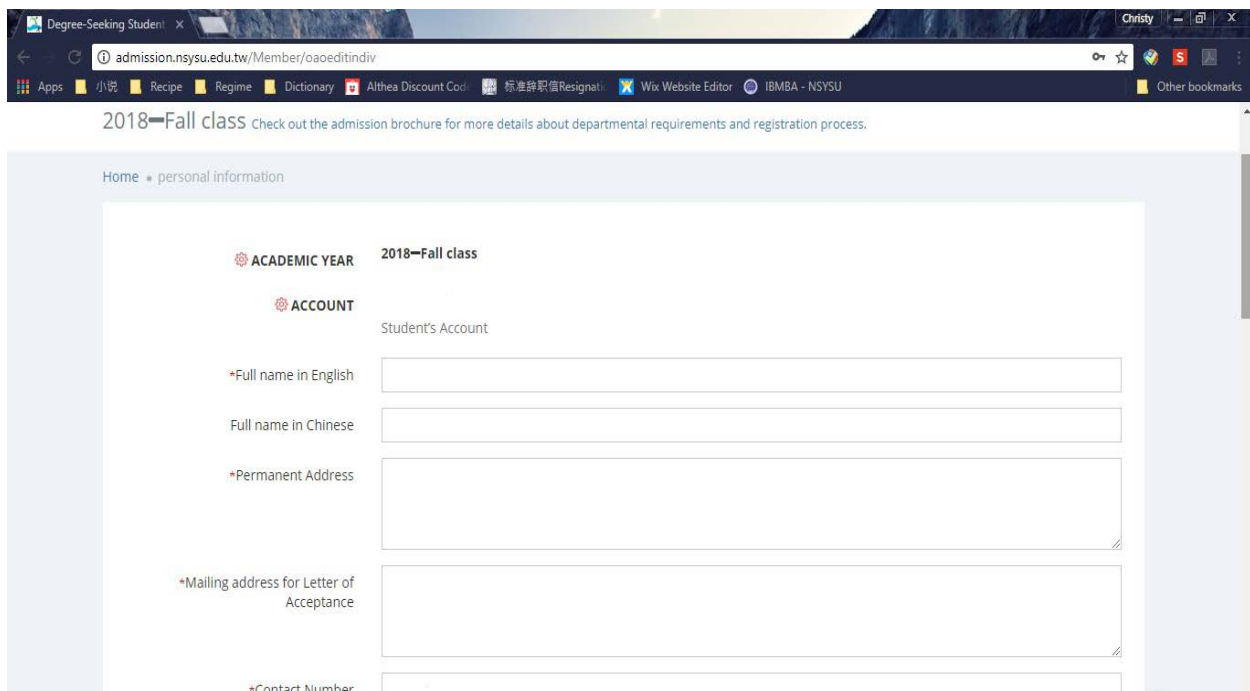 Degree-Seeking Student
Christy
admission.nsysu.edu.tw/Member/oaoeditindiv
Apps 小说 Recipe Regime Dictionary Althea Discount Cod 标准辞职信Resignati Wix Website Editor IBMBA - NSYSU Other bookmarks
2018━Fall class Check out the admission brochure for more details about departmental requirements and registration process.
Home • personal information
ACADEMIC YEAR 2018━Fall class
ACCOUNT
Student's Account
*Full name in English
Full name in Chinese
*Permanent Address
*Mailing address for Letter of
Acceptance
*Contact Number